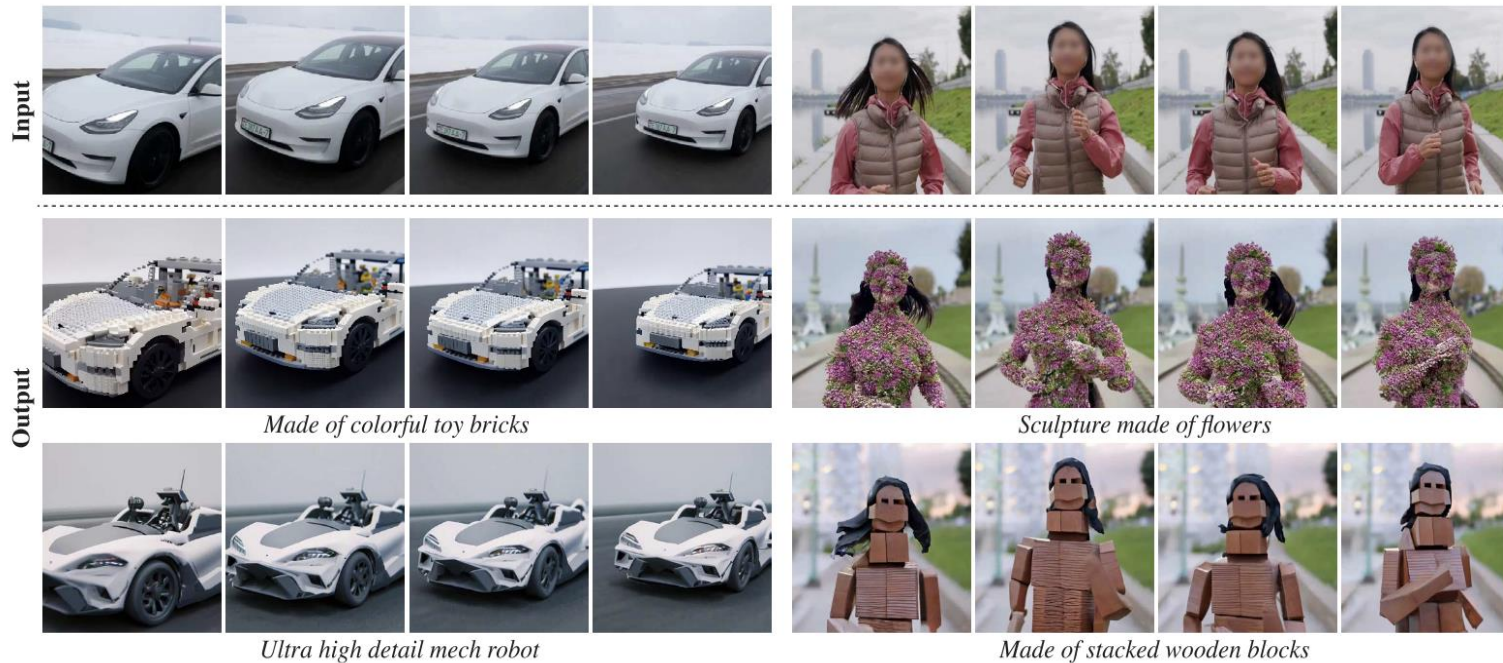 Input
Output
Made of colorful toy bricks
Sculpture made of flowers
Ultra high detail mech robot
Made of stacked wooden blocks